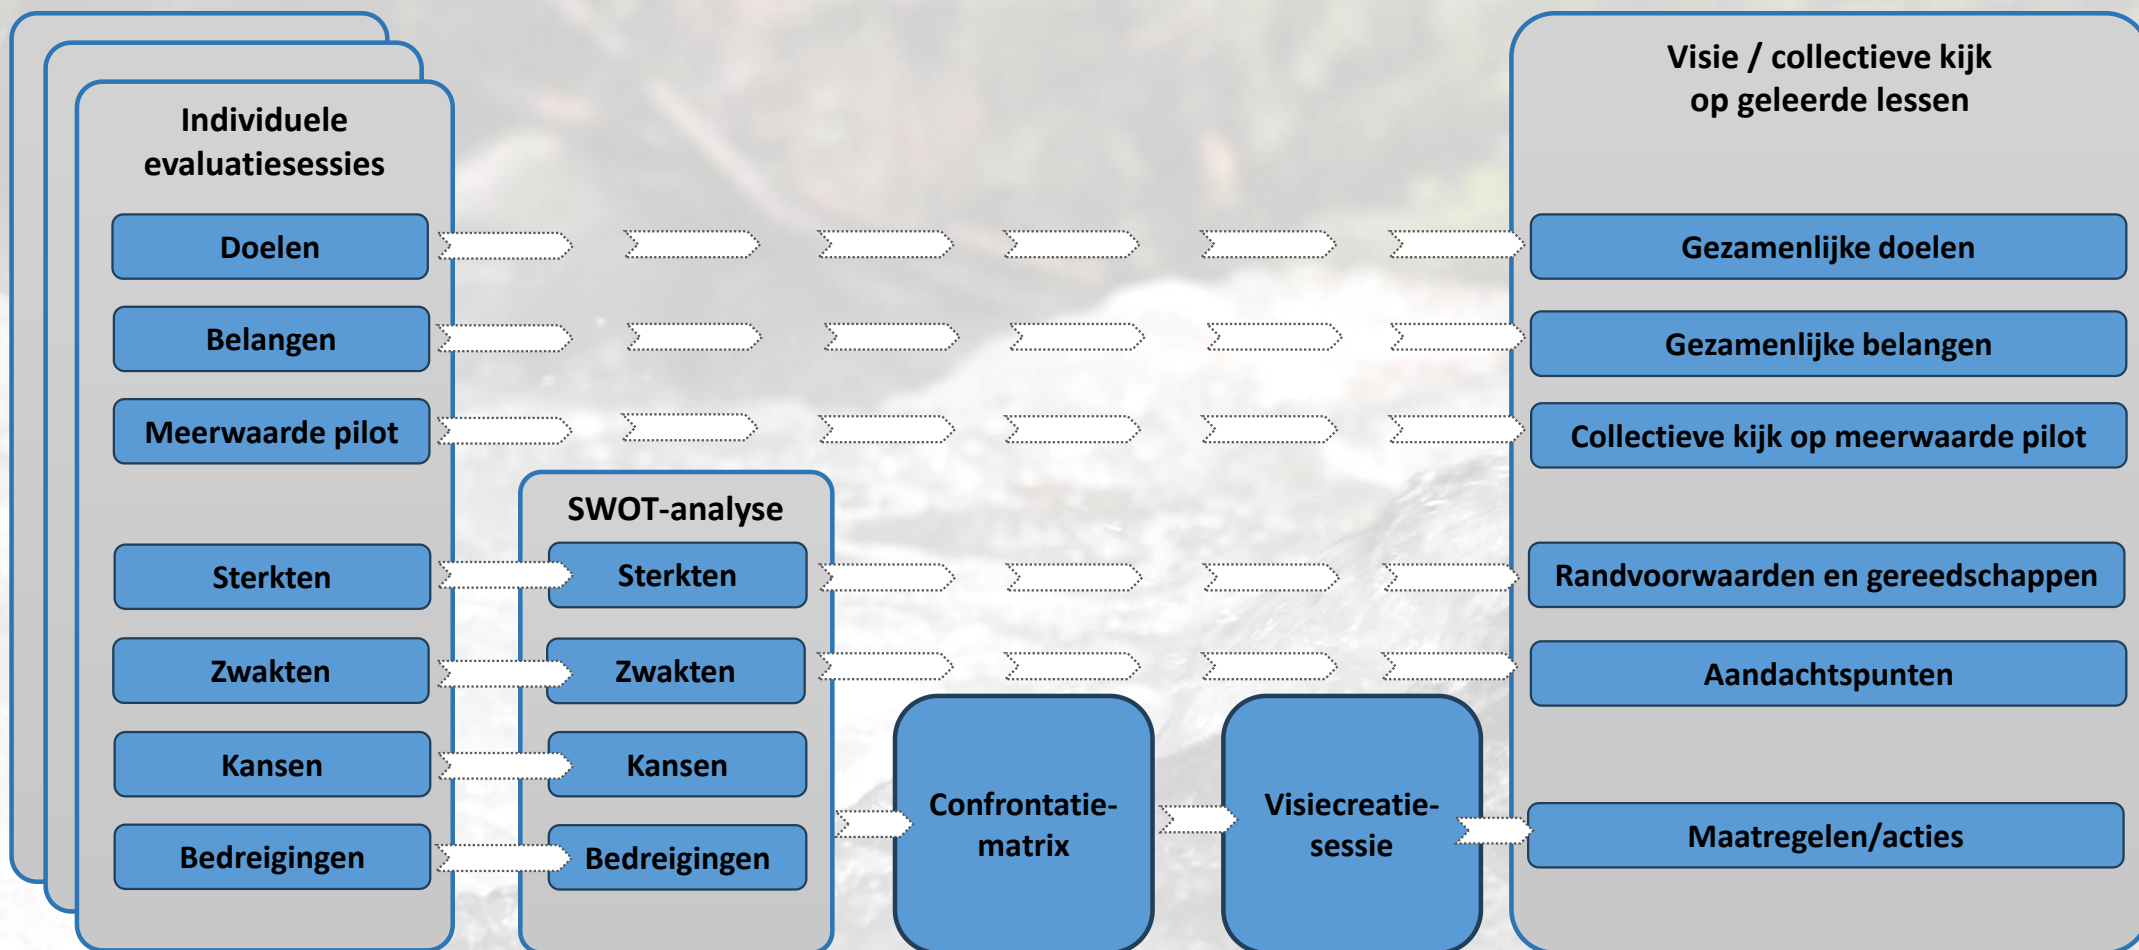 Individuele
evaluatiesessies
Doelen
Belangen
Meerwaarde pilot
Sterkten
Zwakten
Kansen
Bedreigingen
SWOT-analyse
Sterkten
Zwakten
Kansen
Bedreigingen
Confrontatie-
matrix
Visiecreatie-
sessie
Visie / collectieve kijk
op geleerde lessen
Gezamenlijke doelen
Gezamenlijke belangen
Collectieve kijk op meerwaarde pilot
Randvoorwaarden en gereedschappen
Aandachtspunten
Maatregelen/acties